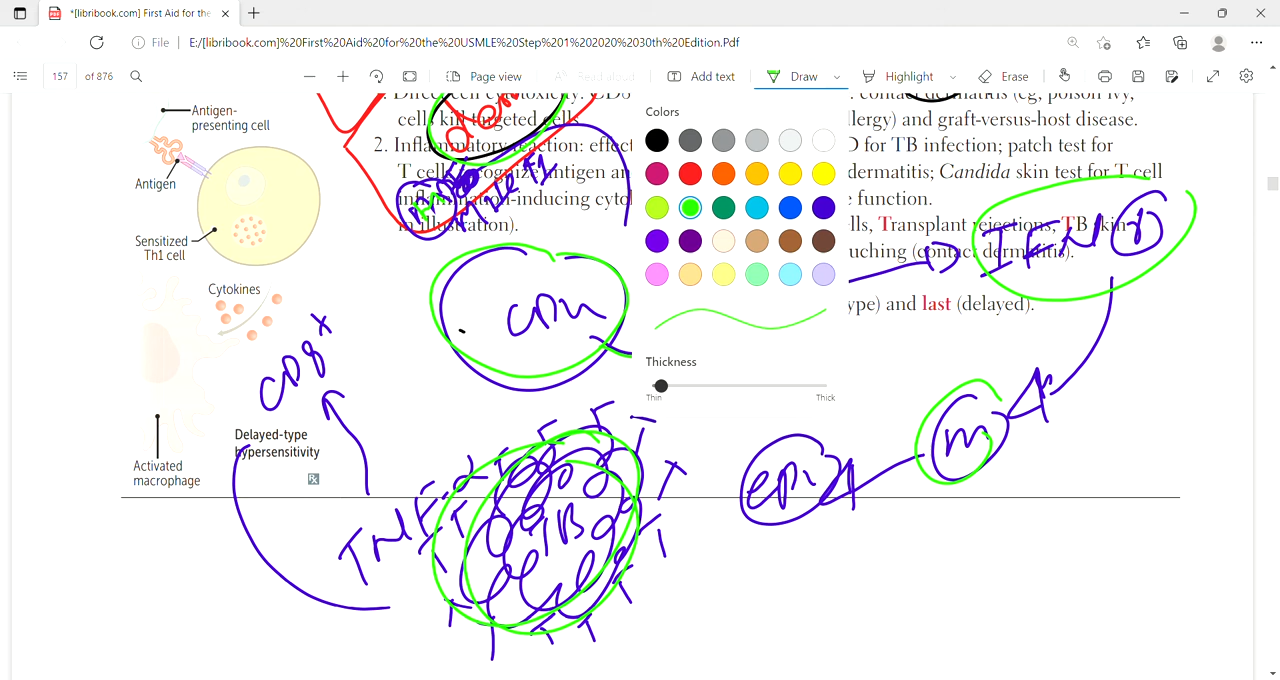 *[libribook.com] First Aid for the
File E:/[libribook.com]%20First%20Aid%20for%20the%20USMLE%20Step%201%202020%2030th%20Edition.Pdf
157 of 876 Page view Read aloud Add text Draw Highlight Erase
Antigen-
presenting cell
Antigen
Sensitized
Th1 cell
Cytokines
Activated
macrophage
Delayed-type
hypersensitivity
Rx
cells kill targeted cells
2. Inflammatory reaction: effect
T cells recognize antigen an
inflammation-inducing cyto
in illustration).
contact dermatitis (eg, poison ivy,
llergy) and graft-versus-host disease.
D for TB infection; patch test for
dermatitis; Candida skin test for T cell
e function.
lls, Transplant rejections, TB skin
uching (contact dermatitis).
ype) and last (delayed).
Colors
Thickness
Thin Thick
CD8+
epi
m
TB